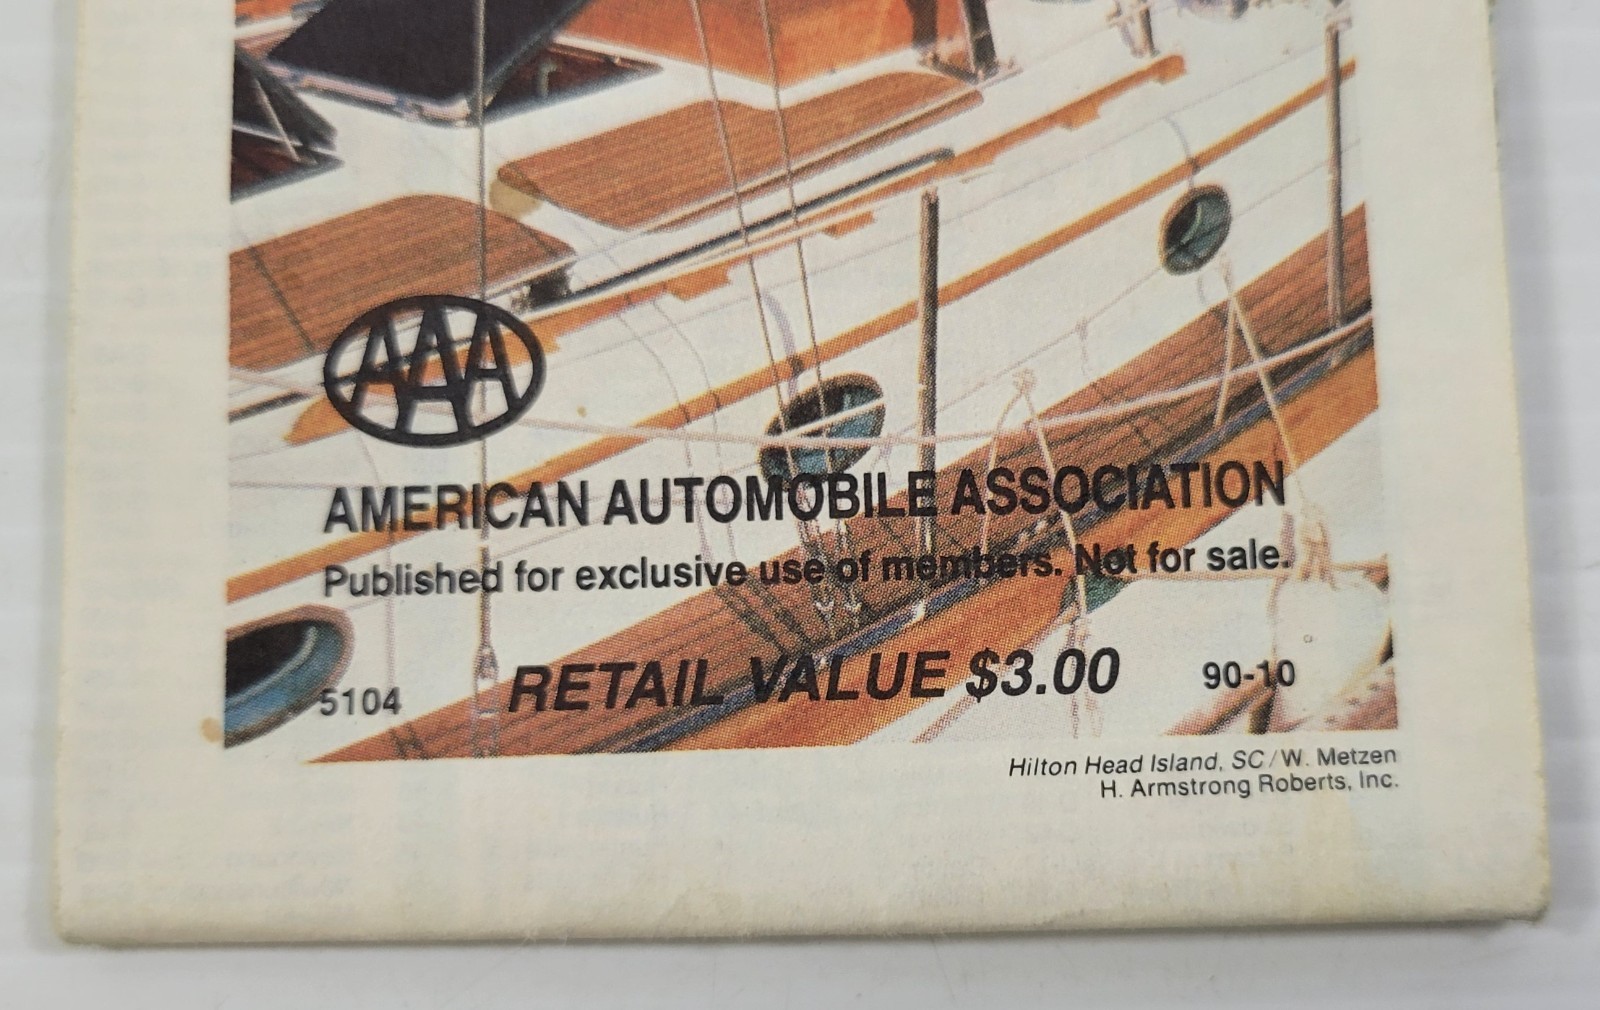 AAA
AMERICAN AUTOMOBILE ASSOCIATION
Published for exclusive use of members. Not for sale.
5104 RETAIL VALUE $3.00 90-10
Hilton Head Island, SC/W. Metzen
H. Armstrong Roberts, Inc.